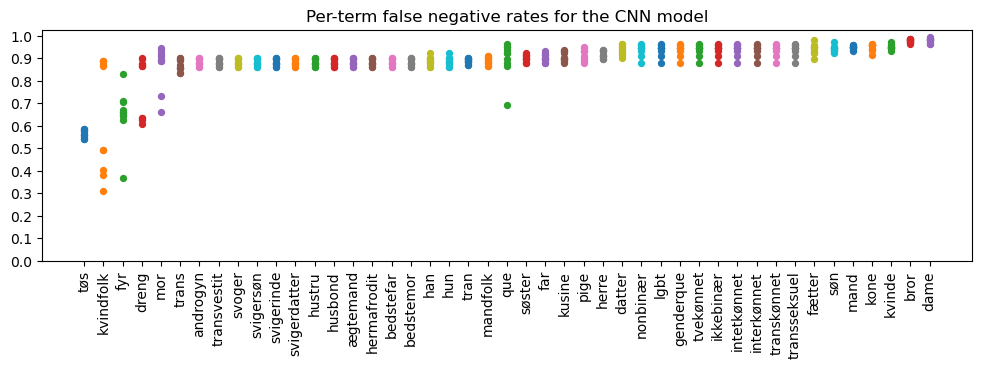 Per-term false negative rates for the CNN model
1.0
0.9
0.8
0.7
0.6
0.5
0.4
0.3
0.2
0.1
0.0
tøs
kvindfolk
fyr
dreng
mor
trans
androgyn
transvestit
svoger
svigersøn
svigerinde
svigerdatter
hustru
husbond
ægtemand
hermafrodit
bedstefar
bedstemor
han
hun
tran
mandfolk
que
søster
far
kusine
pige
herre
datter
nonbinær
lgbt
genderque
tvekønnet
ikkebinær
intetkønnet
interkønnet
transkønnet
transseksuel
fætter
søn
mand
kone
kvinde
bror
dame